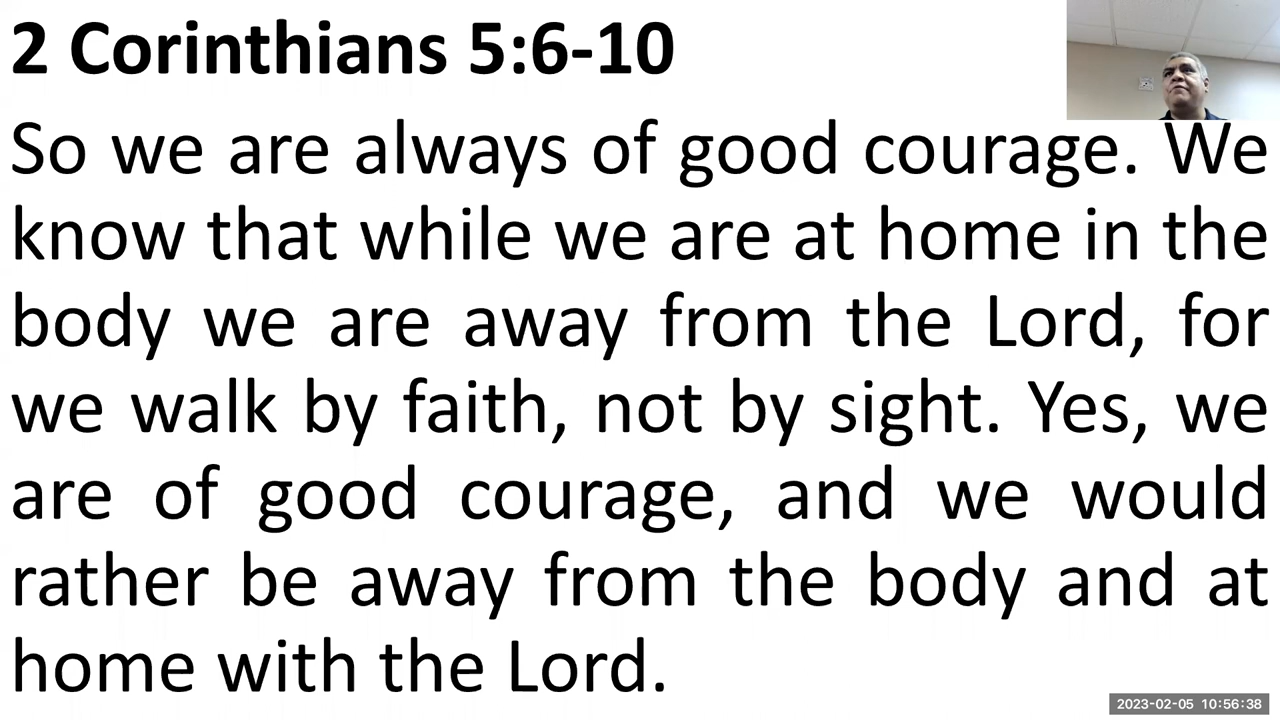 2 Corinthians 5:6-10
So we are always of good courage. We
know that while we are at home in the
body we are away from the Lord, for
we walk by faith, not by sight. Yes, we
are of good courage, and we would
rather be away from the body and at
home with the Lord.
2023-02-05 10:56:38